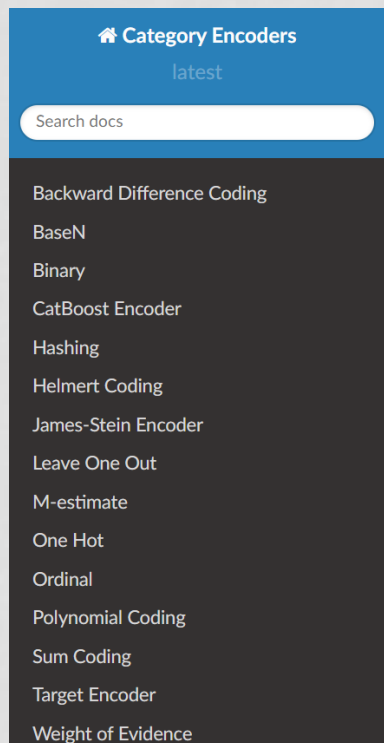 Category Encoders
latest
Search docs
Backward Difference Coding
BaseN
Binary
CatBoost Encoder
Hashing
Helmert Coding
James-Stein Encoder
Leave One Out
M-estimate
One Hot
Ordinal
Polynomial Coding
Sum Coding
Target Encoder
Weight of Evidence